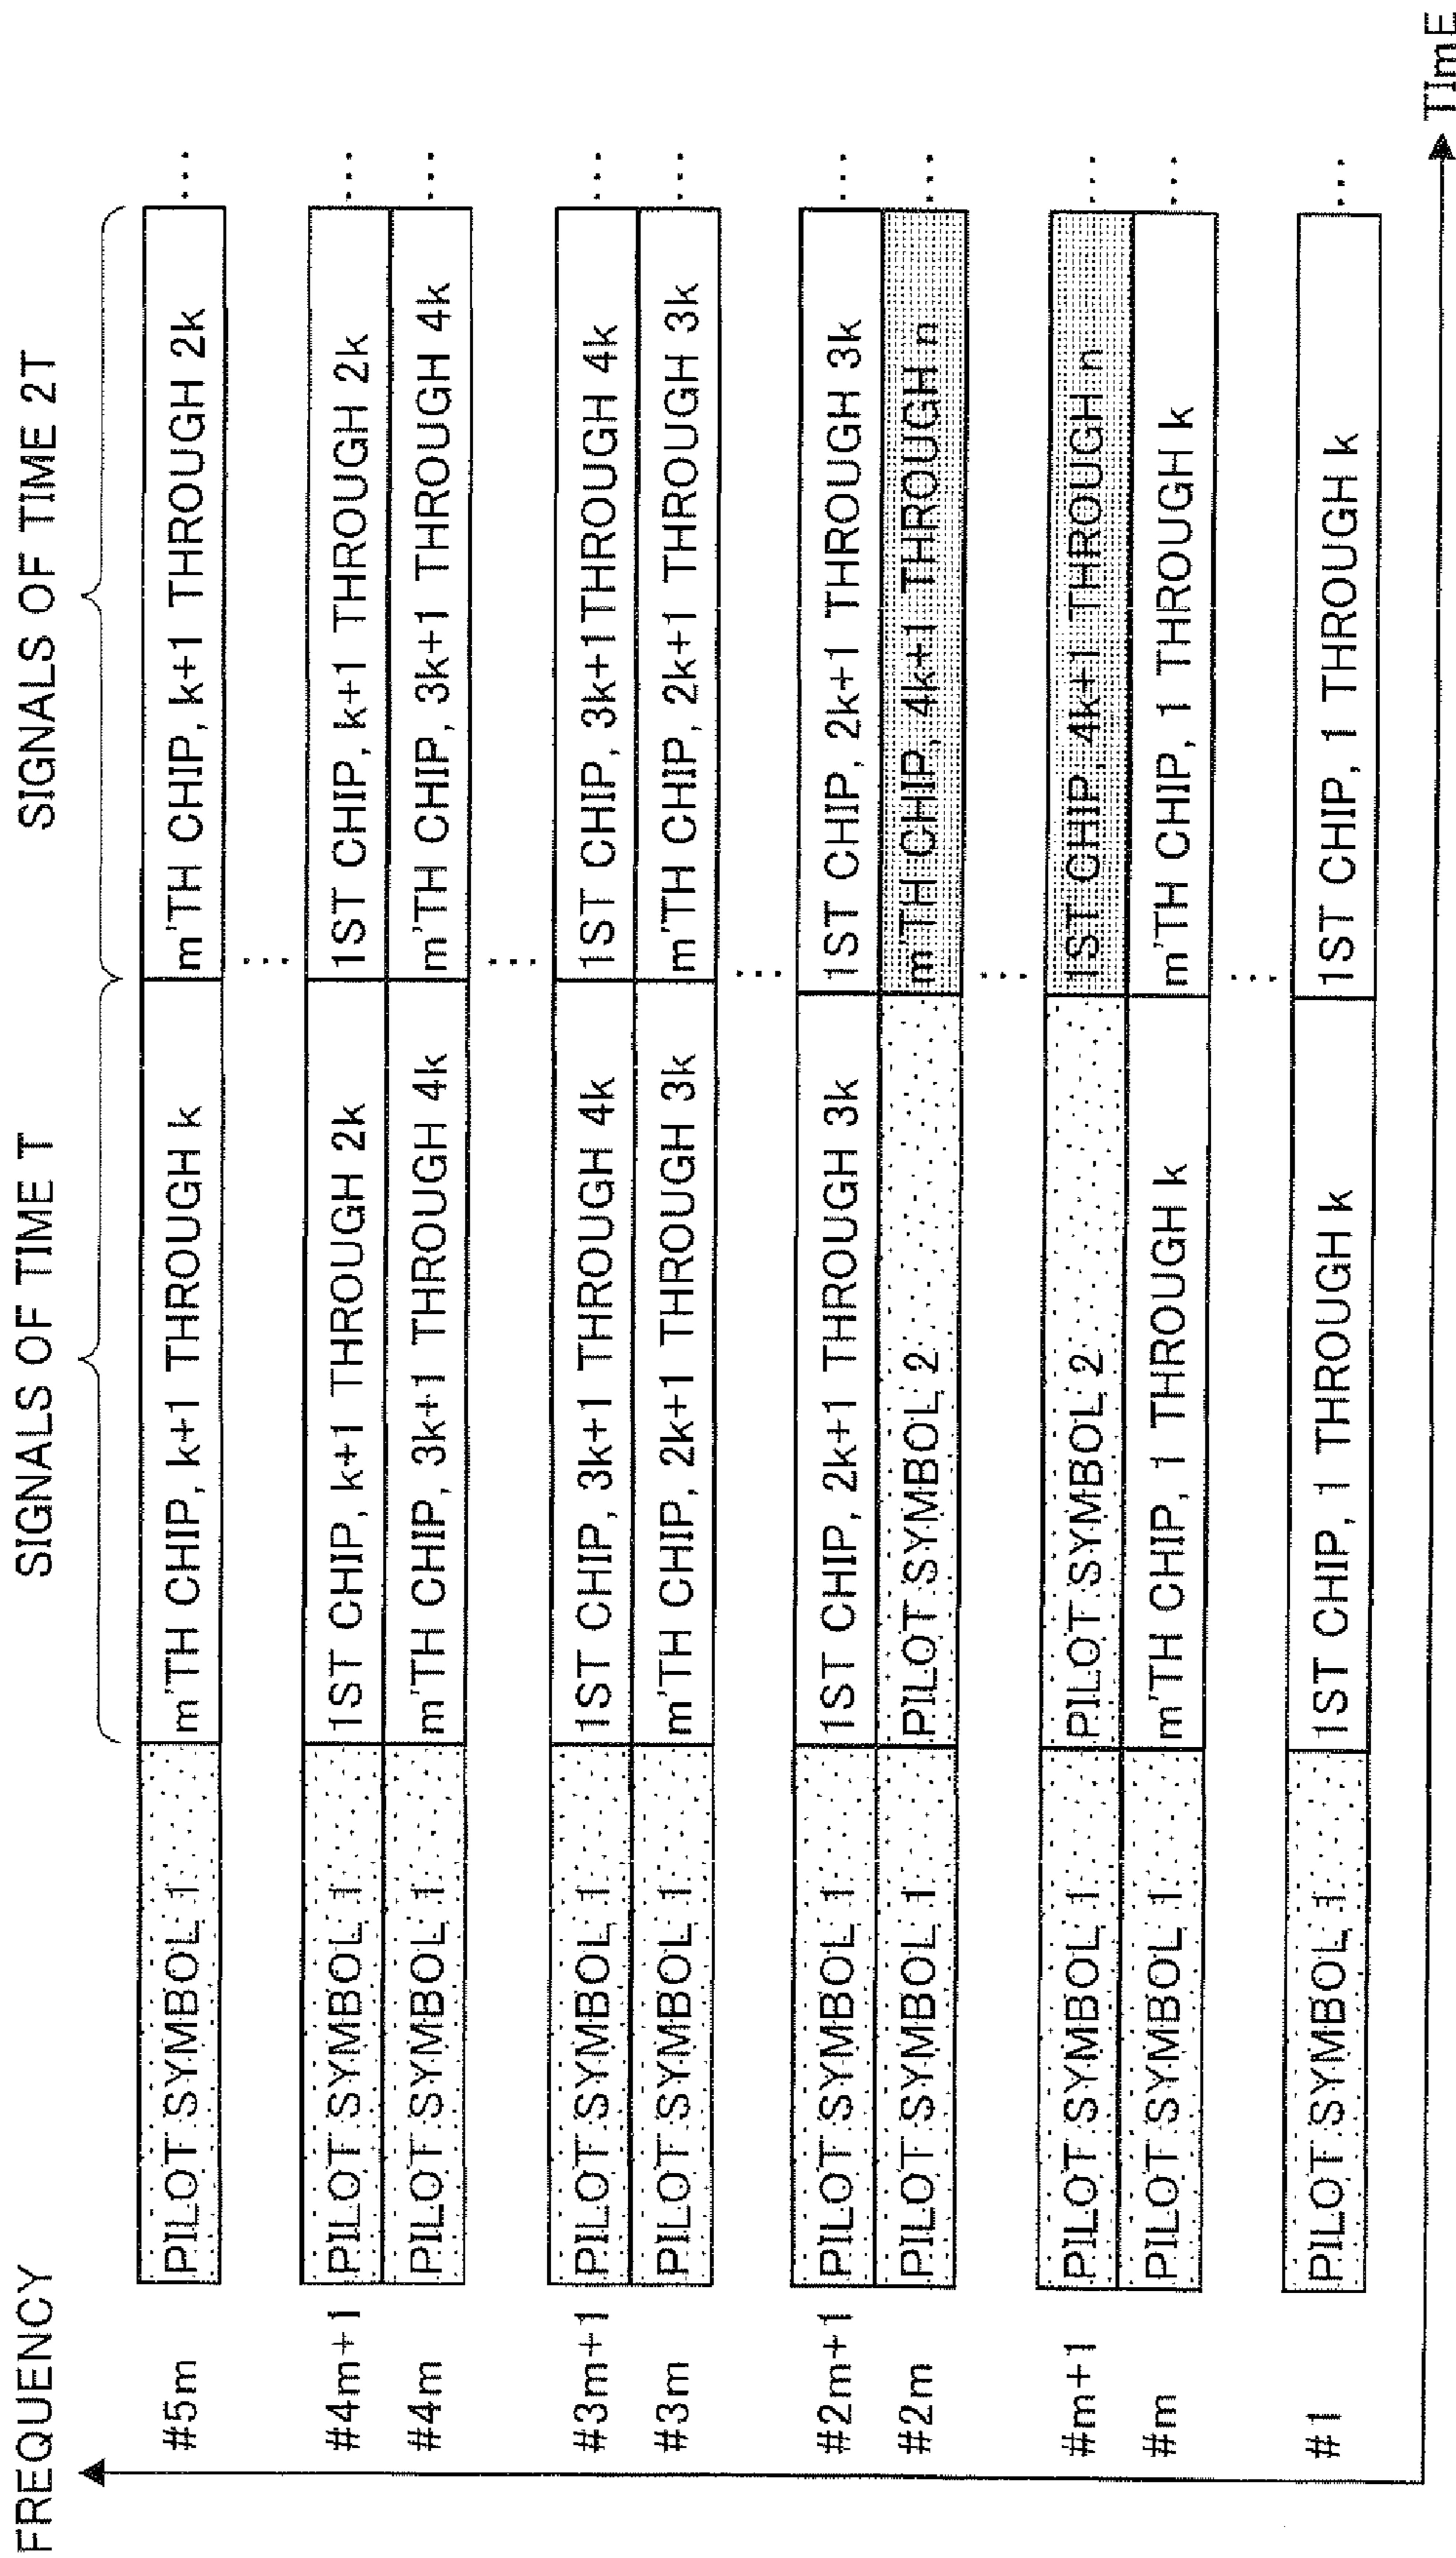 FREQUENCY
SIGNALS OF TIME T
SIGNALS OF TIME 2T
#5m
PILOT SYMBOL 1
m'TH CHIP, k+1 THROUGH k
m'TH CHIP, k+1 THROUGH 2k
...
...
#4m+1
PILOT SYMBOL 1
1ST CHIP, k+1 THROUGH 2k
1ST CHIP, k+1 THROUGH 2k
...
#4m
PILOT SYMBOL 1
m'TH CHIP, 3k+1 THROUGH 4k
m'TH CHIP, 3k+1 THROUGH 4k
...
...
#3m+1
PILOT SYMBOL 1
1ST CHIP, 3k+1 THROUGH 4k
1ST CHIP, 3k+1THROUGH 4k
...
#3m
PILOT SYMBOL 1
m'TH CHIP, 2k+1 THROUGH 3k
m'TH CHIP, 2k+1 THROUGH 3k
...
...
#2m+1
PILOT SYMBOL 1
1ST CHIP, 2k+1 THROUGH 3k
1ST CHIP, 2k+1 THROUGH 3k
...
#2m
PILOT SYMBOL 1
PILOT SYMBOL 2
m'TH CHIP, 4k+1 THROUGH n
...
...
#m+1
PILOT SYMBOL 1
PILOT SYMBOL 2
1ST CHIP, 4k+1 THROUGH n
...
#m
PILOT SYMBOL 1
m'TH CHIP, 1 THROUGH k
m'TH CHIP, 1 THROUGH k
...
...
#1
PILOT SYMBOL 1
1ST CHIP, 1 THROUGH k
1ST CHIP, 1 THROUGH k
...
TImE